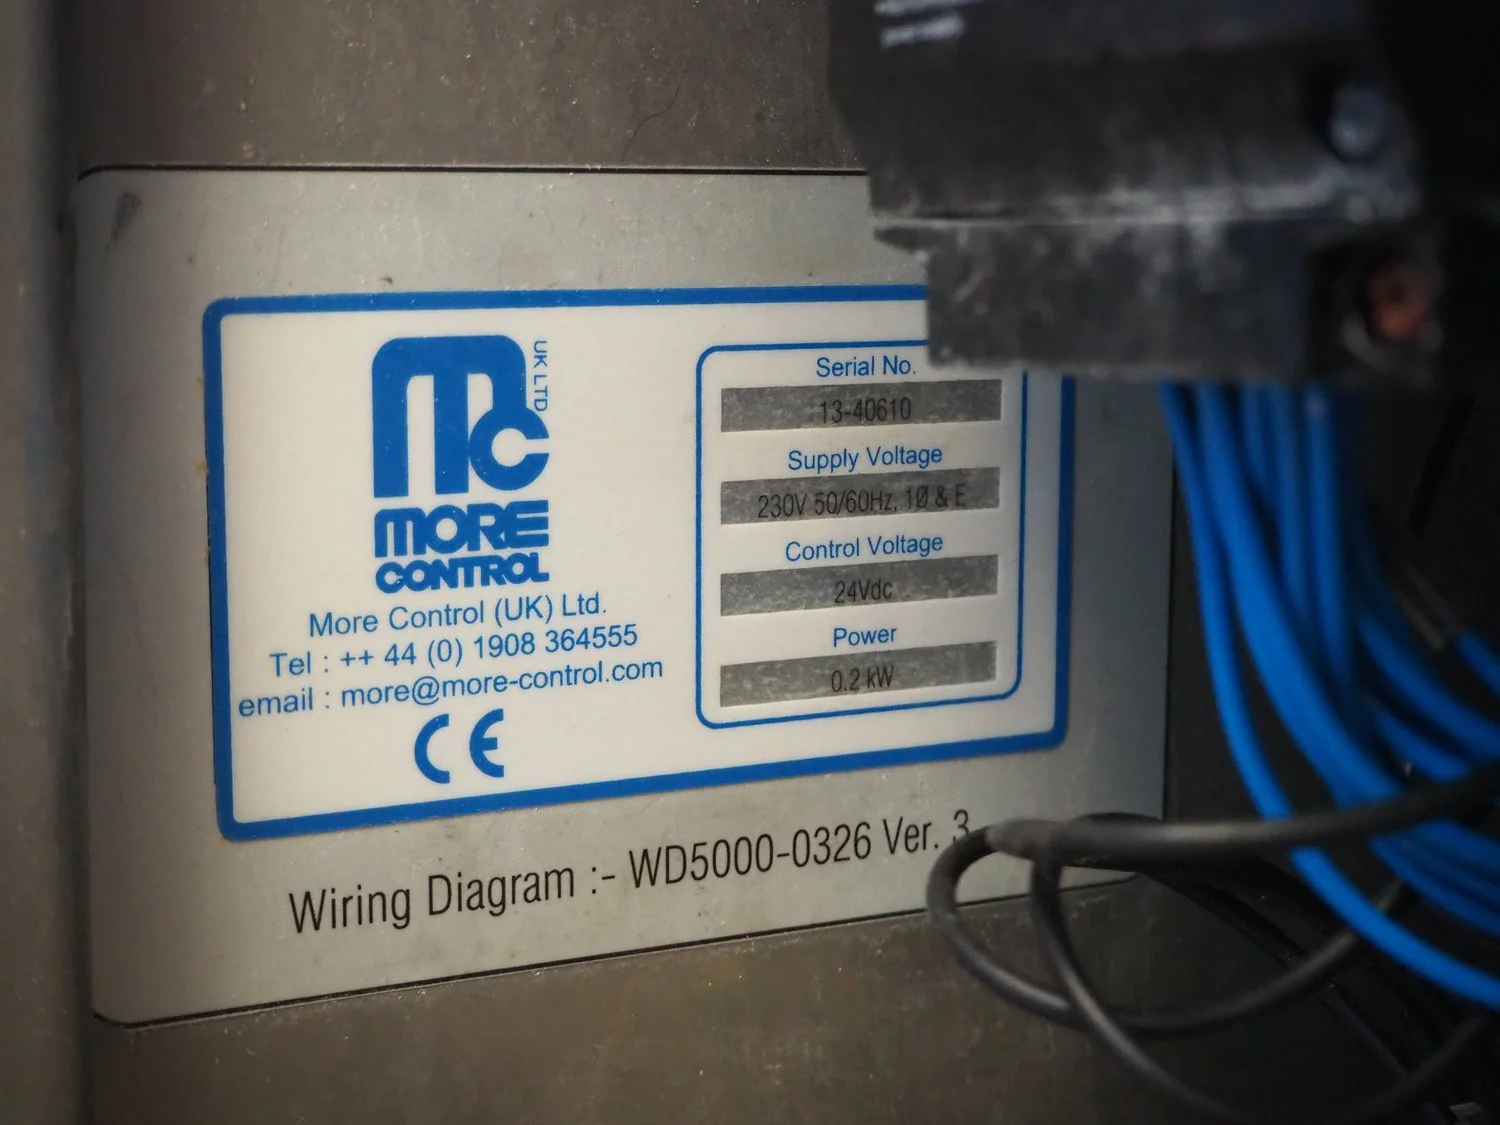 UK LTD
mc
MORE
CONTROL
More Control (UK) Ltd.
Tel : ++ 44 (0) 1908 364555
email : more@more-control.com
CE
Serial No.
13-40610
Supply Voltage
230V 50/60Hz, 1Ø & E
Control Voltage
24Vdc
Power
0.2 kW
Wiring Diagram :- WD5000-0326 Ver. 3